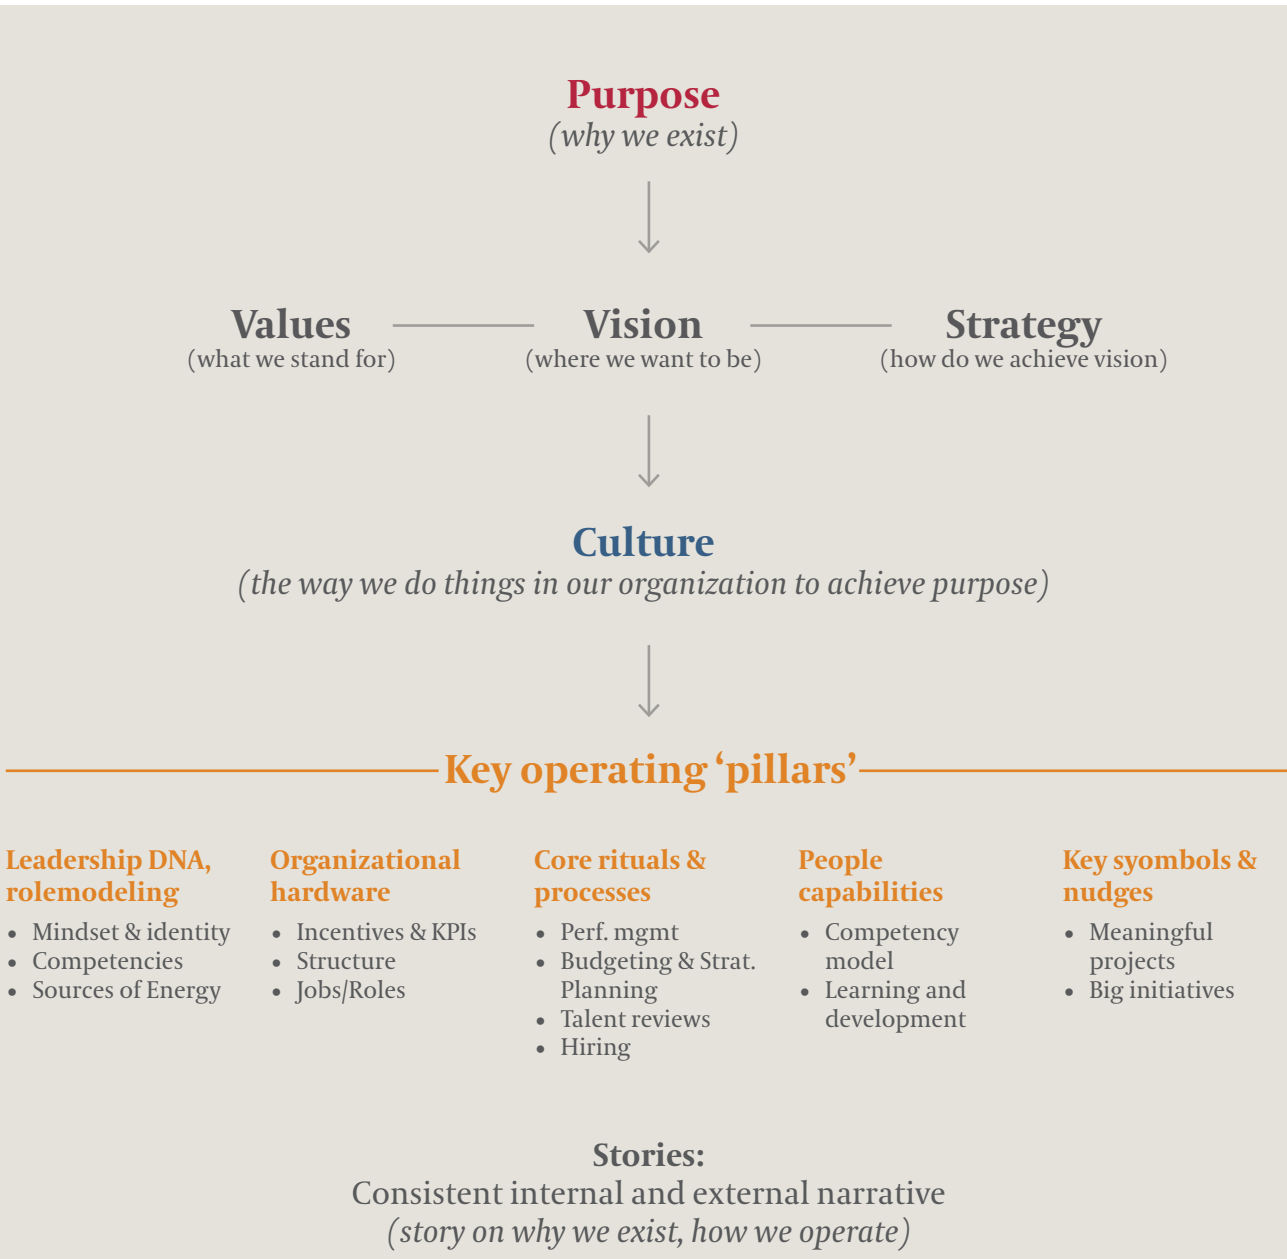 Purpose
(why we exist)
Values
Vision
Strategy
(what we stand for)
(where we want to be)
(how do we achieve vision)
Culture
(the way we do things in our organization to achieve purpose)
Key operating ‘pillars’
Leadership DNA,
rolemodeling
• Mindset & identity
• Competencies
• Sources of Energy
Organizational
hardware
• Incentives & KPIs
• Structure
• Jobs/Roles
Core rituals &
processes
• Perf. mgmt
• Budgeting & Strat.
Planning
• Talent reviews
• Hiring
People
capabilities
• Competency
model
• Learning and
development
Key syombols &
nudges
• Meaningful
projects
• Big initiatives
Stories:
Consistent internal and external narrative
(story on why we exist, how we operate)